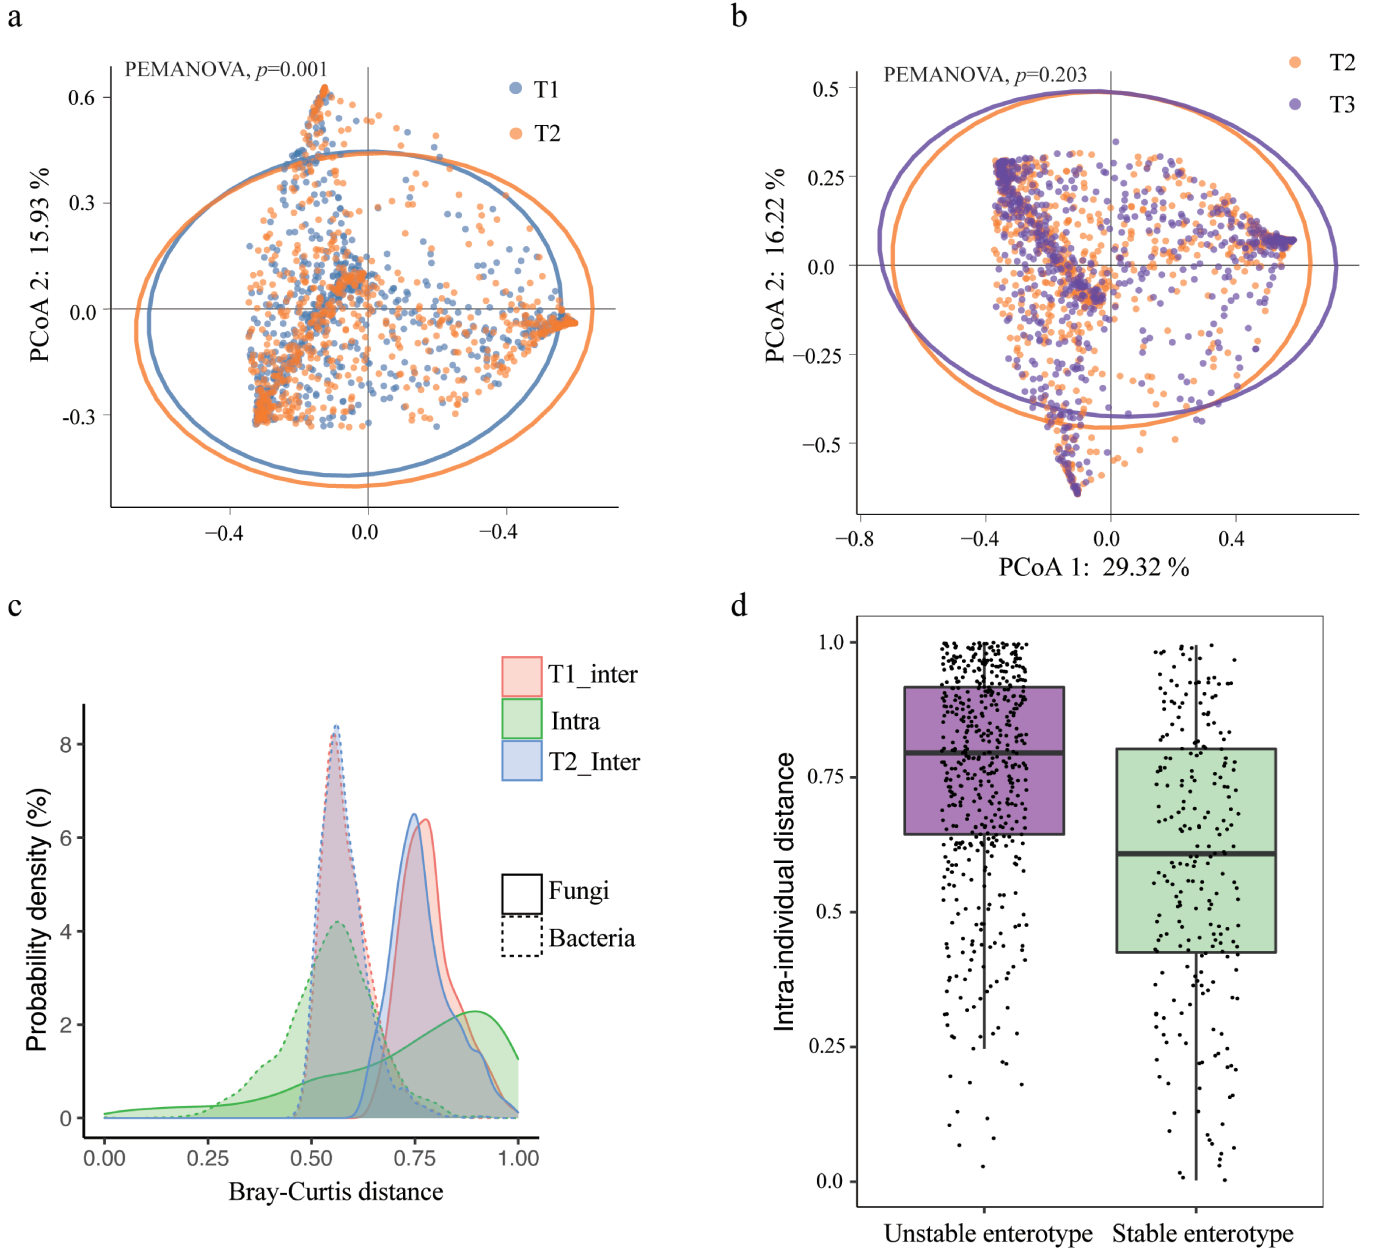 a
PEMANOVA, p=0.001
T1
T2
PCoA 2: 15.93 %
0.6
0.3
0.0
-0.3
−0.4
0.0
−0.4
b
PEMANOVA, p=0.203
T2
T3
PCoA 2: 16.22 %
0.5
0.25
0.0
−0.25
−0.5
−0.8
−0.4
0.0
0.4
PCoA 1: 29.32 %
c
T1_inter
Intra
T2_Inter
Fungi
Bacteria
Probability density (%)
8
6
4
2
0
0.00
0.25
0.50
0.75
1.00
Bray-Curtis distance
d
Intra-individual distance
1.0
0.75
0.5
0.25
0.0
Unstable enterotype
Stable enterotype